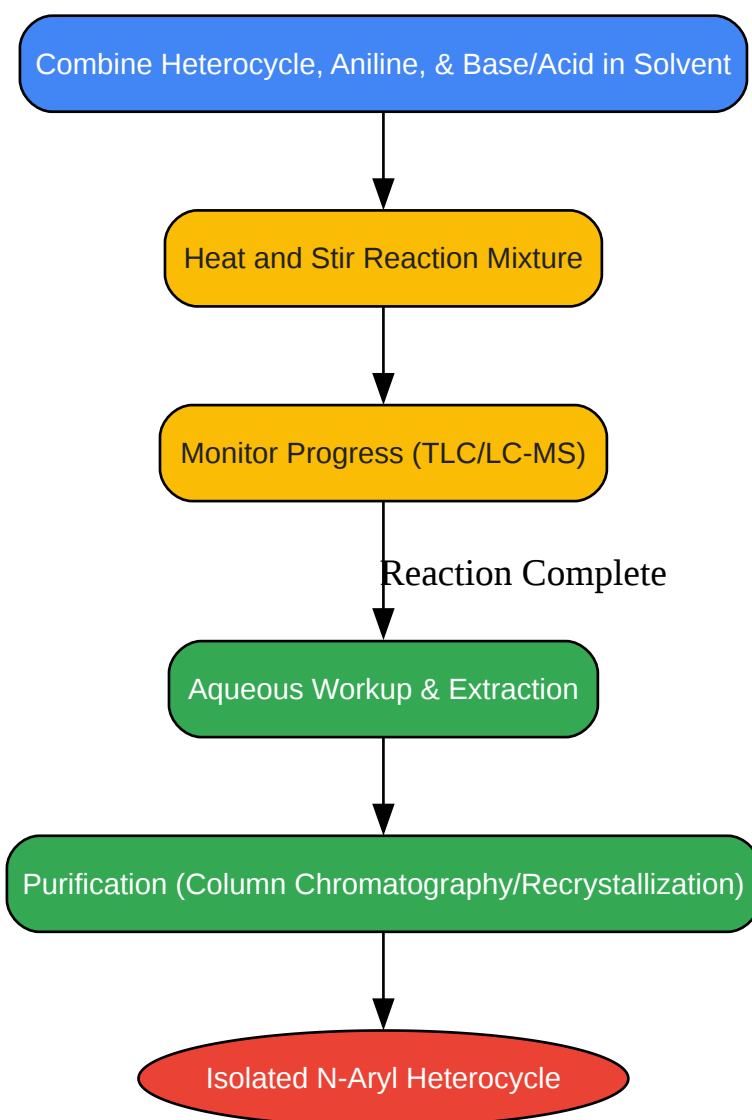 Combine Heterocycle, Aniline, & Base/Acid in Solvent
Heat and Stir Reaction Mixture
Monitor Progress (TLC/LC-MS)
Reaction Complete
Aqueous Workup & Extraction
Purification (Column Chromatography/Recrystallization)
Isolated N-Aryl Heterocycle